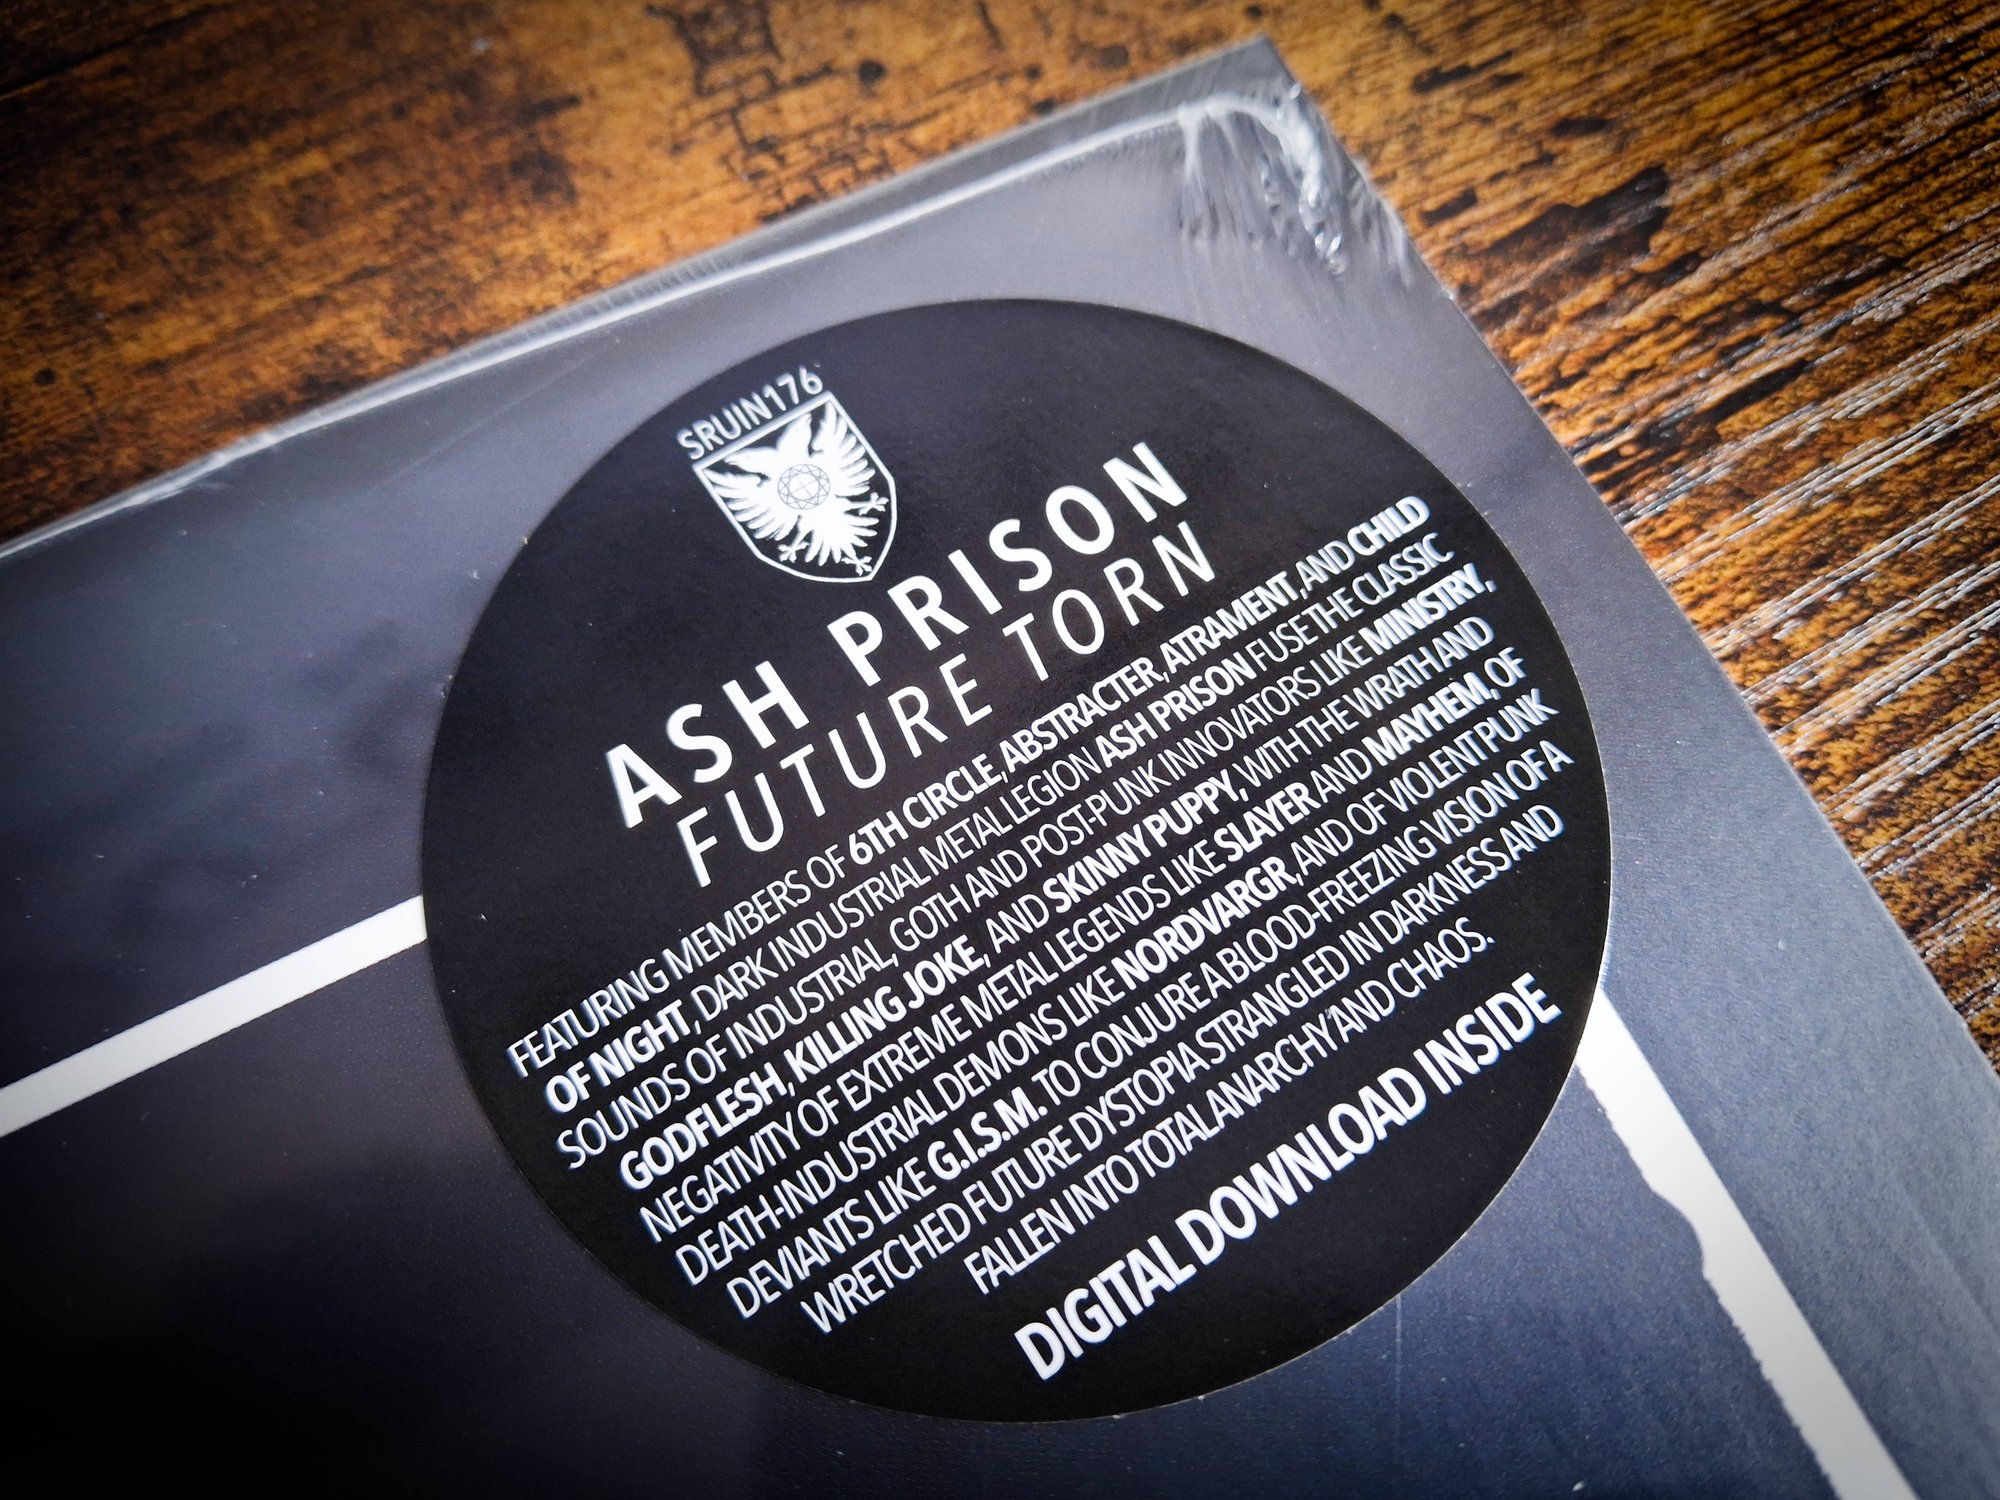 SRUIN176
ASH PRISON
FUTURE TORN
FEATURING MEMBERS OF 6TH CIRCLE, ABSTRACTER, ATRAMENT, AND CHILD
OF NIGHT, DARK INDUSTRIAL METAL LEGION ASH PRISON FUSE THE CLASSIC
SOUNDS OF INDUSTRIAL, GOTH AND POST-PUNK INNOVATORS LIKE MINISTRY,
GODFLESH, KILLING JOKE, AND SKINNY PUPPY, WITH THE WRATH AND
NEGATIVITY OF EXTREME METAL LEGENDS LIKE SLAYER AND MAYHEM, OF
DEATH-INDUSTRIAL DEMONS LIKE NORDVARGR, AND OF VIOLENT PUNK
DEVIANTS LIKE G.I.S.M. TO CONJURE A BLOOD-FREEZING VISION OF A
WRETCHED FUTURE DYSTOPIA STRANGLED IN DARKNESS AND
FALLEN INTO TOTAL ANARCHY AND CHAOS.
DIGITAL DOWNLOAD INSIDE